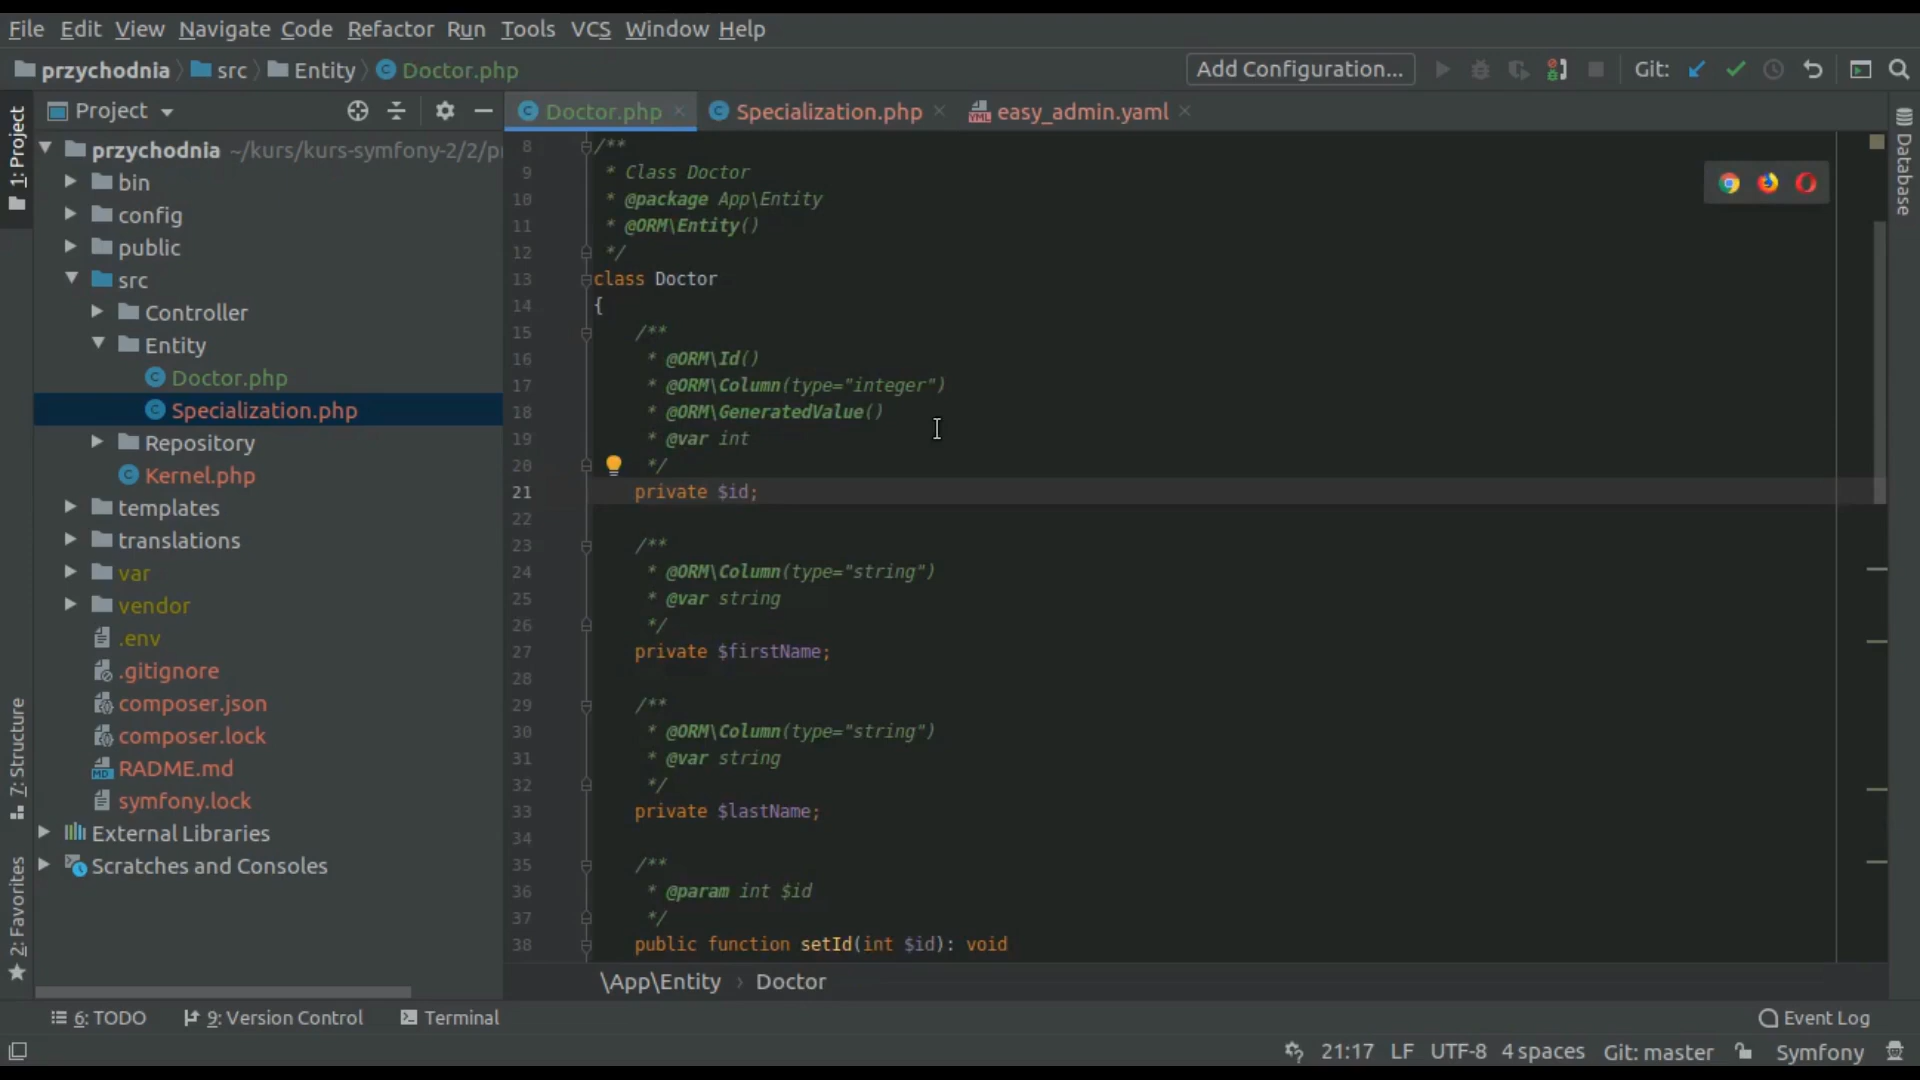 File Edit View Navigate Code Refactor Run Tools VCS Window Help
przychodnia src Entity Doctor.php Add Configuration... Git:
1: Project
Project
Doctor.php Specialization.php easy_admin.yaml
Database
przychodnia ~/kurs/kurs-symfony-2/2/p
bin
config
public
src
Controller
Entity
Doctor.php
Specialization.php
Repository
Kernel.php
templates
translations
var
vendor
.env
.gitignore
composer.json
composer.lock
RADME.md
symfony.lock
External Libraries
Scratches and Consoles
7: Structure
2: Favorites
8 /**
9 * Class Doctor
10 * @package App\Entity
11 * @ORM\Entity()
12 */
13 class Doctor
14 {
15 /**
16 * @ORM\Id()
17 * @ORM\Column(type="integer")
18 * @ORM\GeneratedValue()
19 * @var int
20 */
21 private $id;
22
23 /**
24 * @ORM\Column(type="string")
25 * @var string
26 */
27 private $firstName;
28
29 /**
30 * @ORM\Column(type="string")
31 * @var string
32 */
33 private $lastName;
34
35 /**
36 * @param int $id
37 */
38 public function setId(int $id): void
\App\Entity › Doctor
6: TODO 9: Version Control Terminal Event Log
21:17 LF UTF-8 4 spaces Git: master Symfony